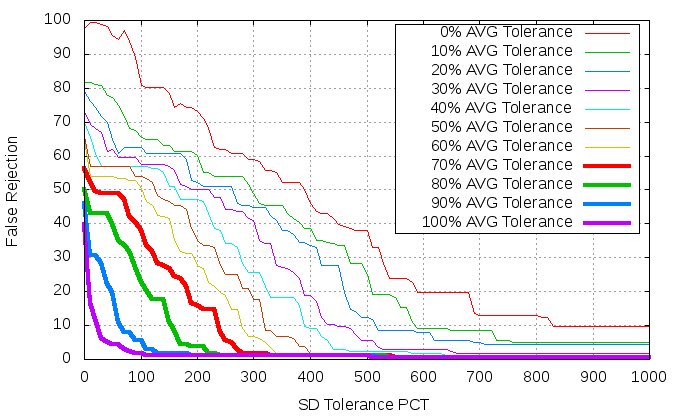 100
90
80
70
60
50
40
30
20
10
0
False Rejection
0% AVG Tolerance
10% AVG Tolerance
20% AVG Tolerance
30% AVG Tolerance
40% AVG Tolerance
50% AVG Tolerance
60% AVG Tolerance
70% AVG Tolerance
80% AVG Tolerance
90% AVG Tolerance
100% AVG Tolerance
0 100 200 300 400 500 600 700 800 900 1000
SD Tolerance PCT